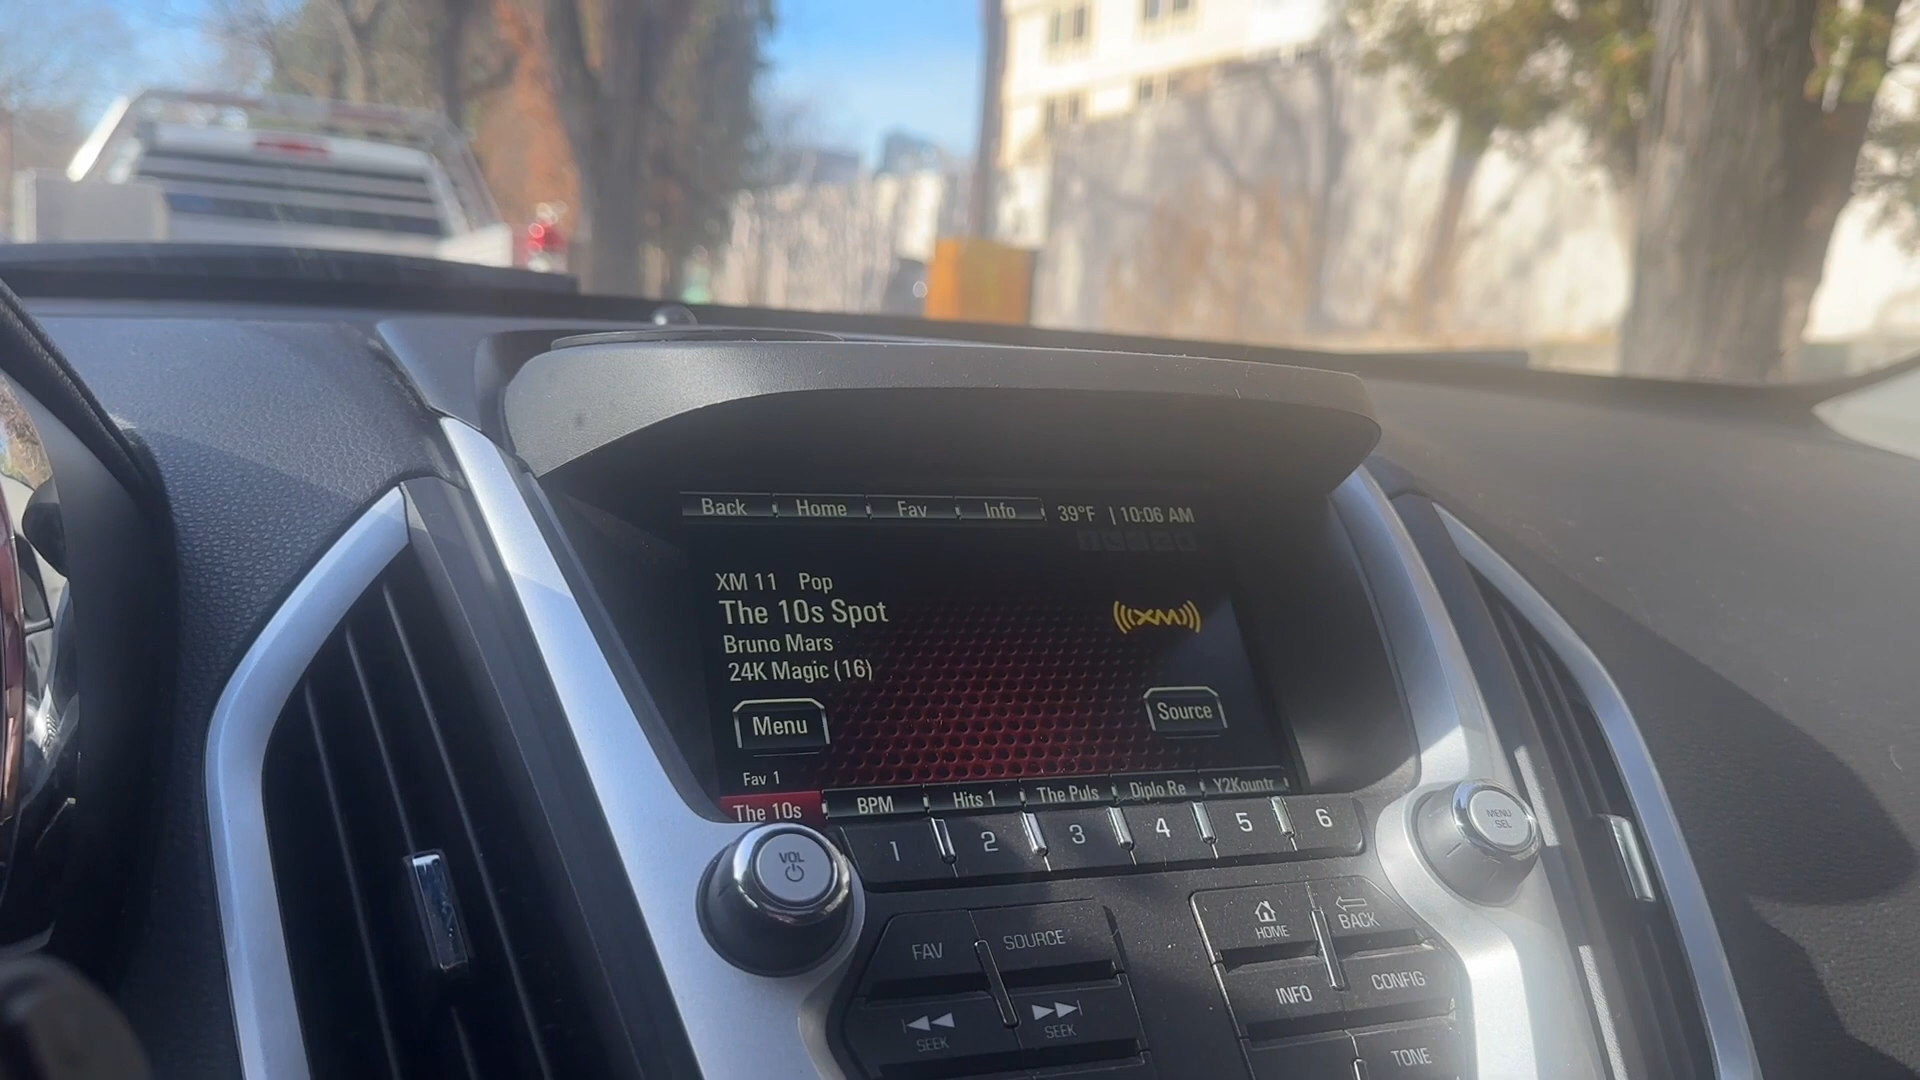 Back Home Fav Info 39°F | 10:06 AM
XM 11 Pop
The 10s Spot
((XM))
Bruno Mars
24K Magic (16)
Menu
Source
Fav 1
The 10s BPM Hits 1 The Puls Diplo Re Y2Kountr
1 2 3 4 5 6
VOL
MENU
SEL
FAV SOURCE
HOME BACK
SEEK SEEK
INFO CONFIG
TONE